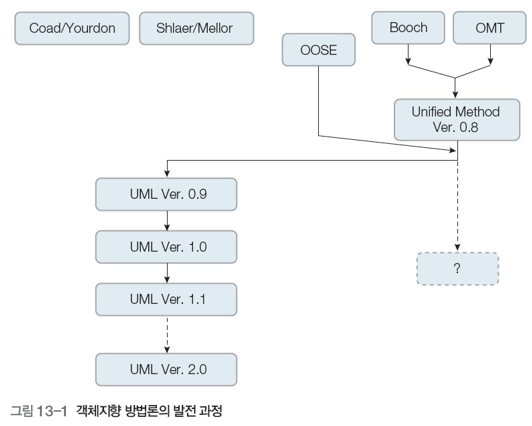 Coad/Yourdon
Shlaer/Mellor
OOSE
Booch
OMT
Unified Method
Ver. 0.8
UML Ver. 0.9
UML Ver. 1.0
?
UML Ver. 1.1
UML Ver. 2.0
그림 13-1 객체지향 방법론의 발전 과정